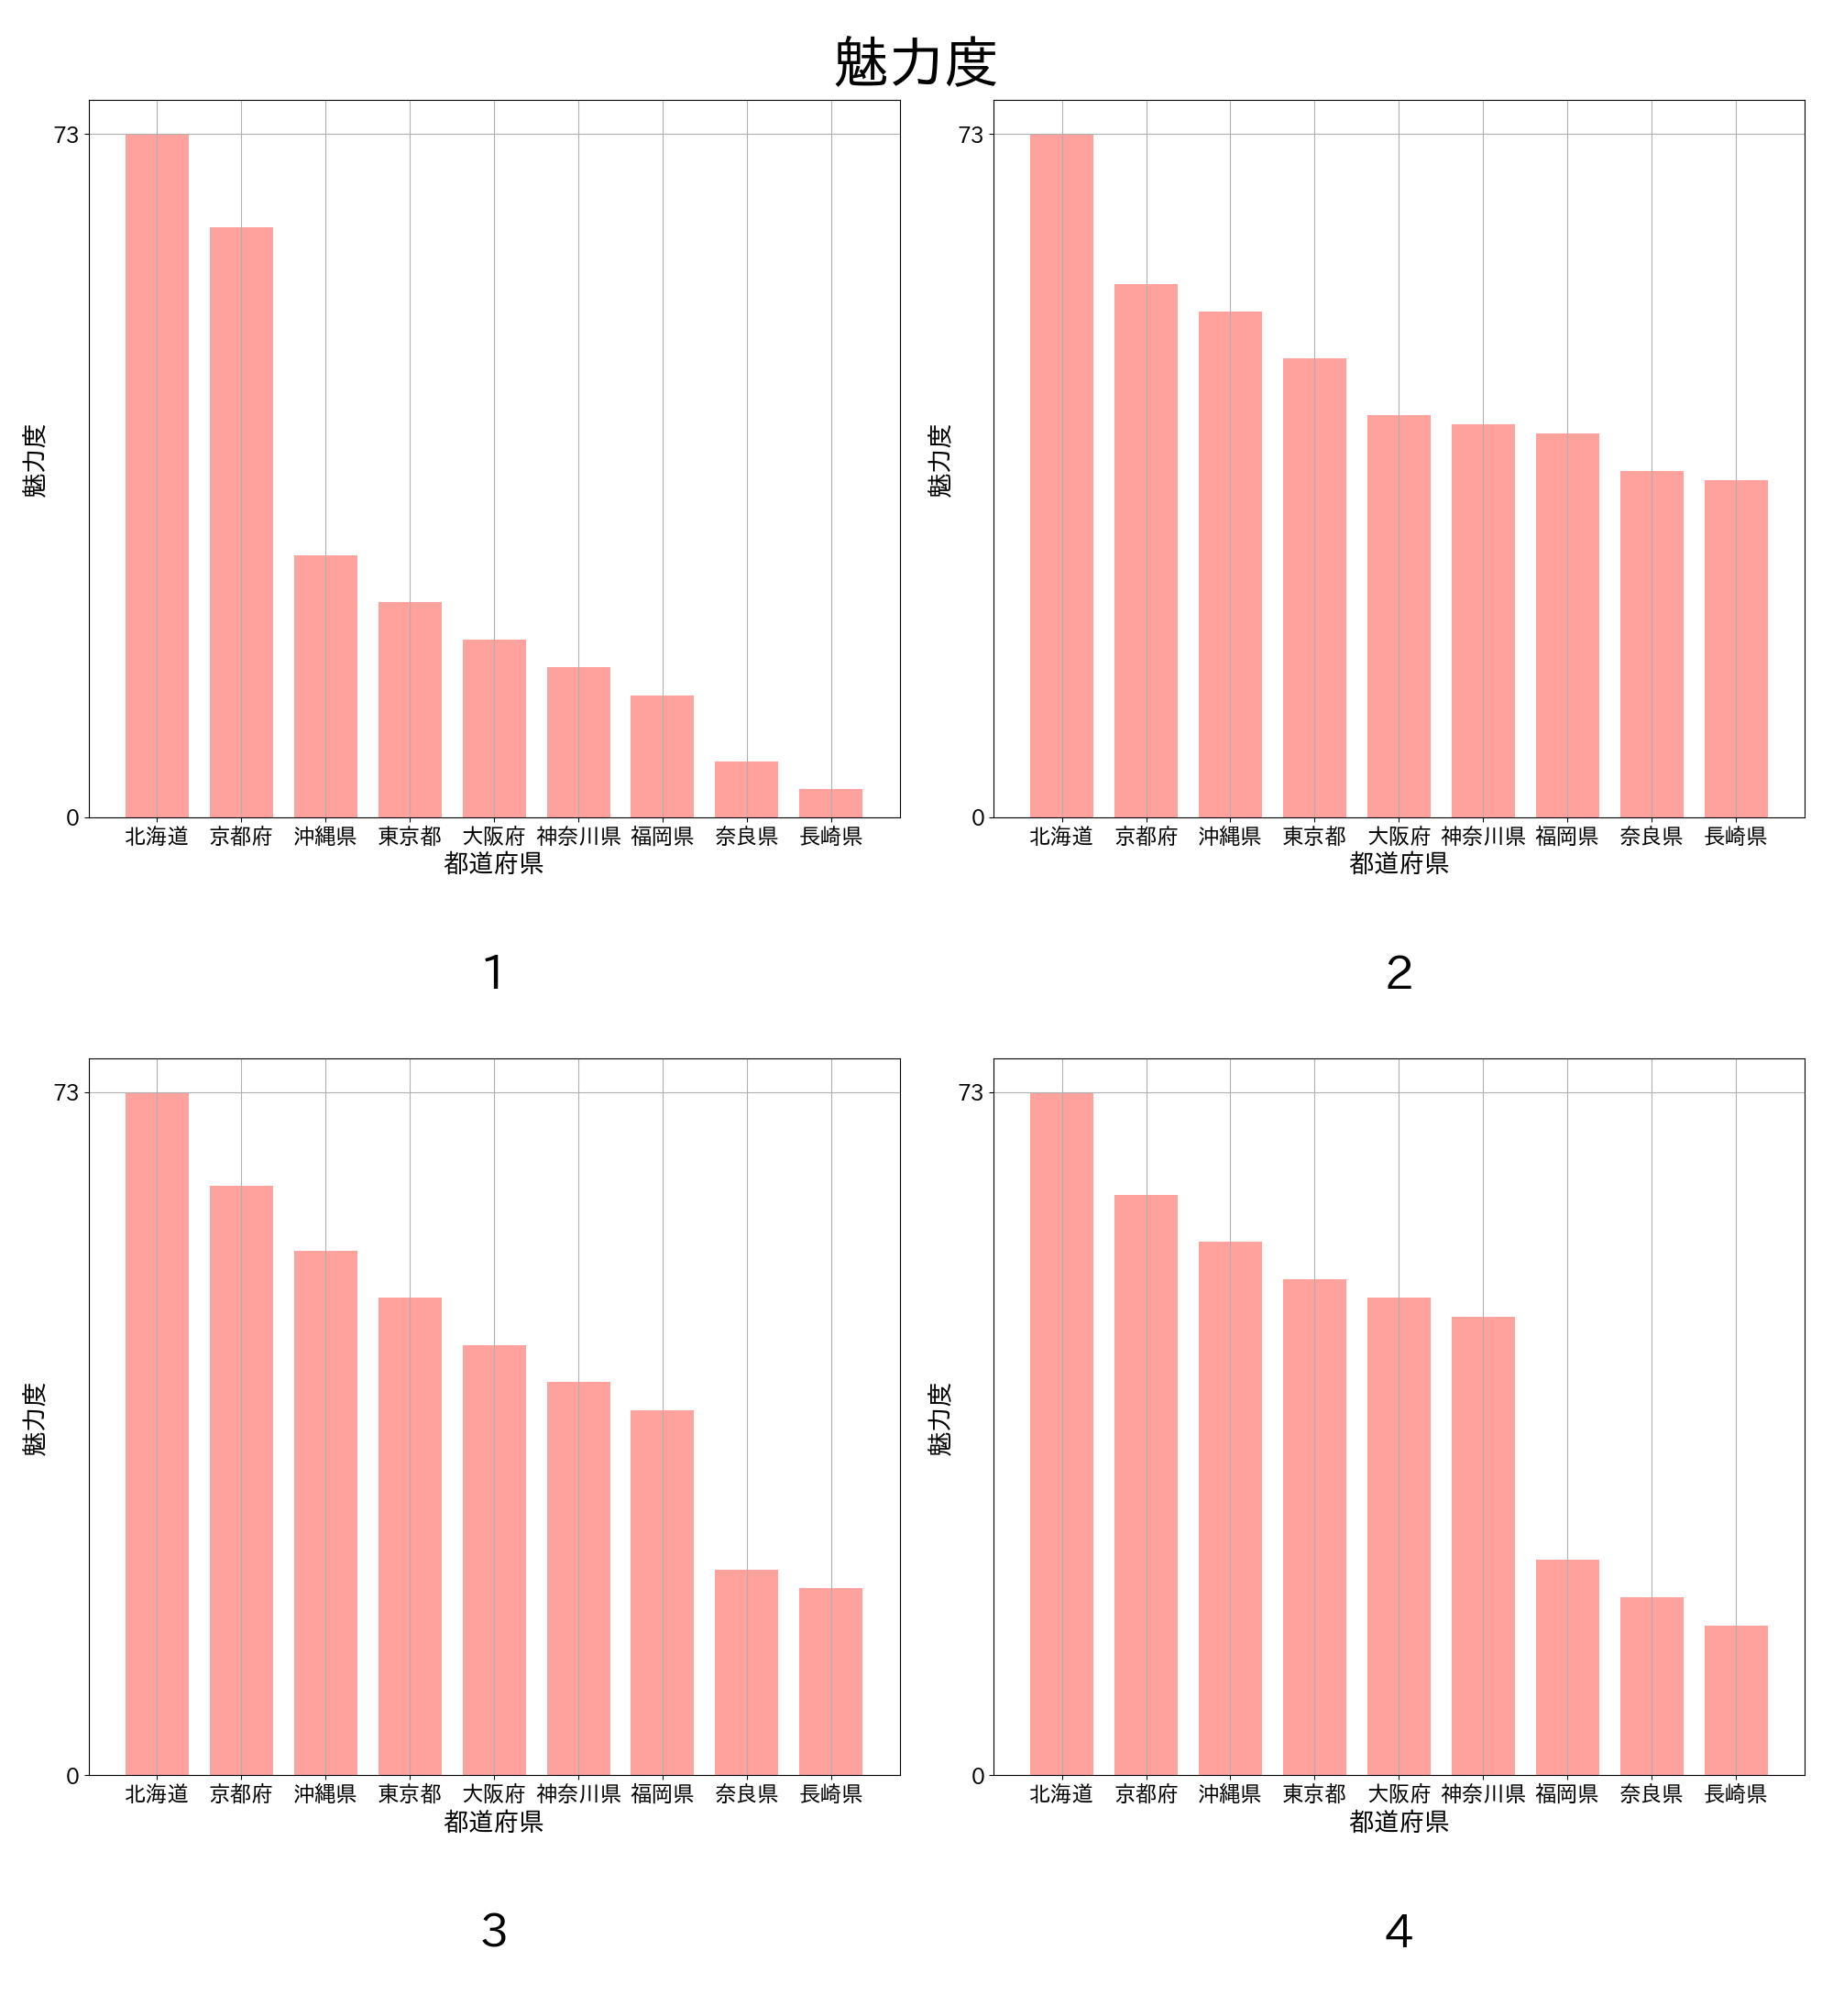 魅力度
73
魅力度
0
北海道 京都府 沖縄県 東京都 大阪府 神奈川県 福岡県 奈良県 長崎県
都道府県
1
73
魅力度
0
北海道 京都府 沖縄県 東京都 大阪府 神奈川県 福岡県 奈良県 長崎県
都道府県
2
73
魅力度
0
北海道 京都府 沖縄県 東京都 大阪府 神奈川県 福岡県 奈良県 長崎県
都道府県
3
73
魅力度
0
北海道 京都府 沖縄県 東京都 大阪府 神奈川県 福岡県 奈良県 長崎県
都道府県
4